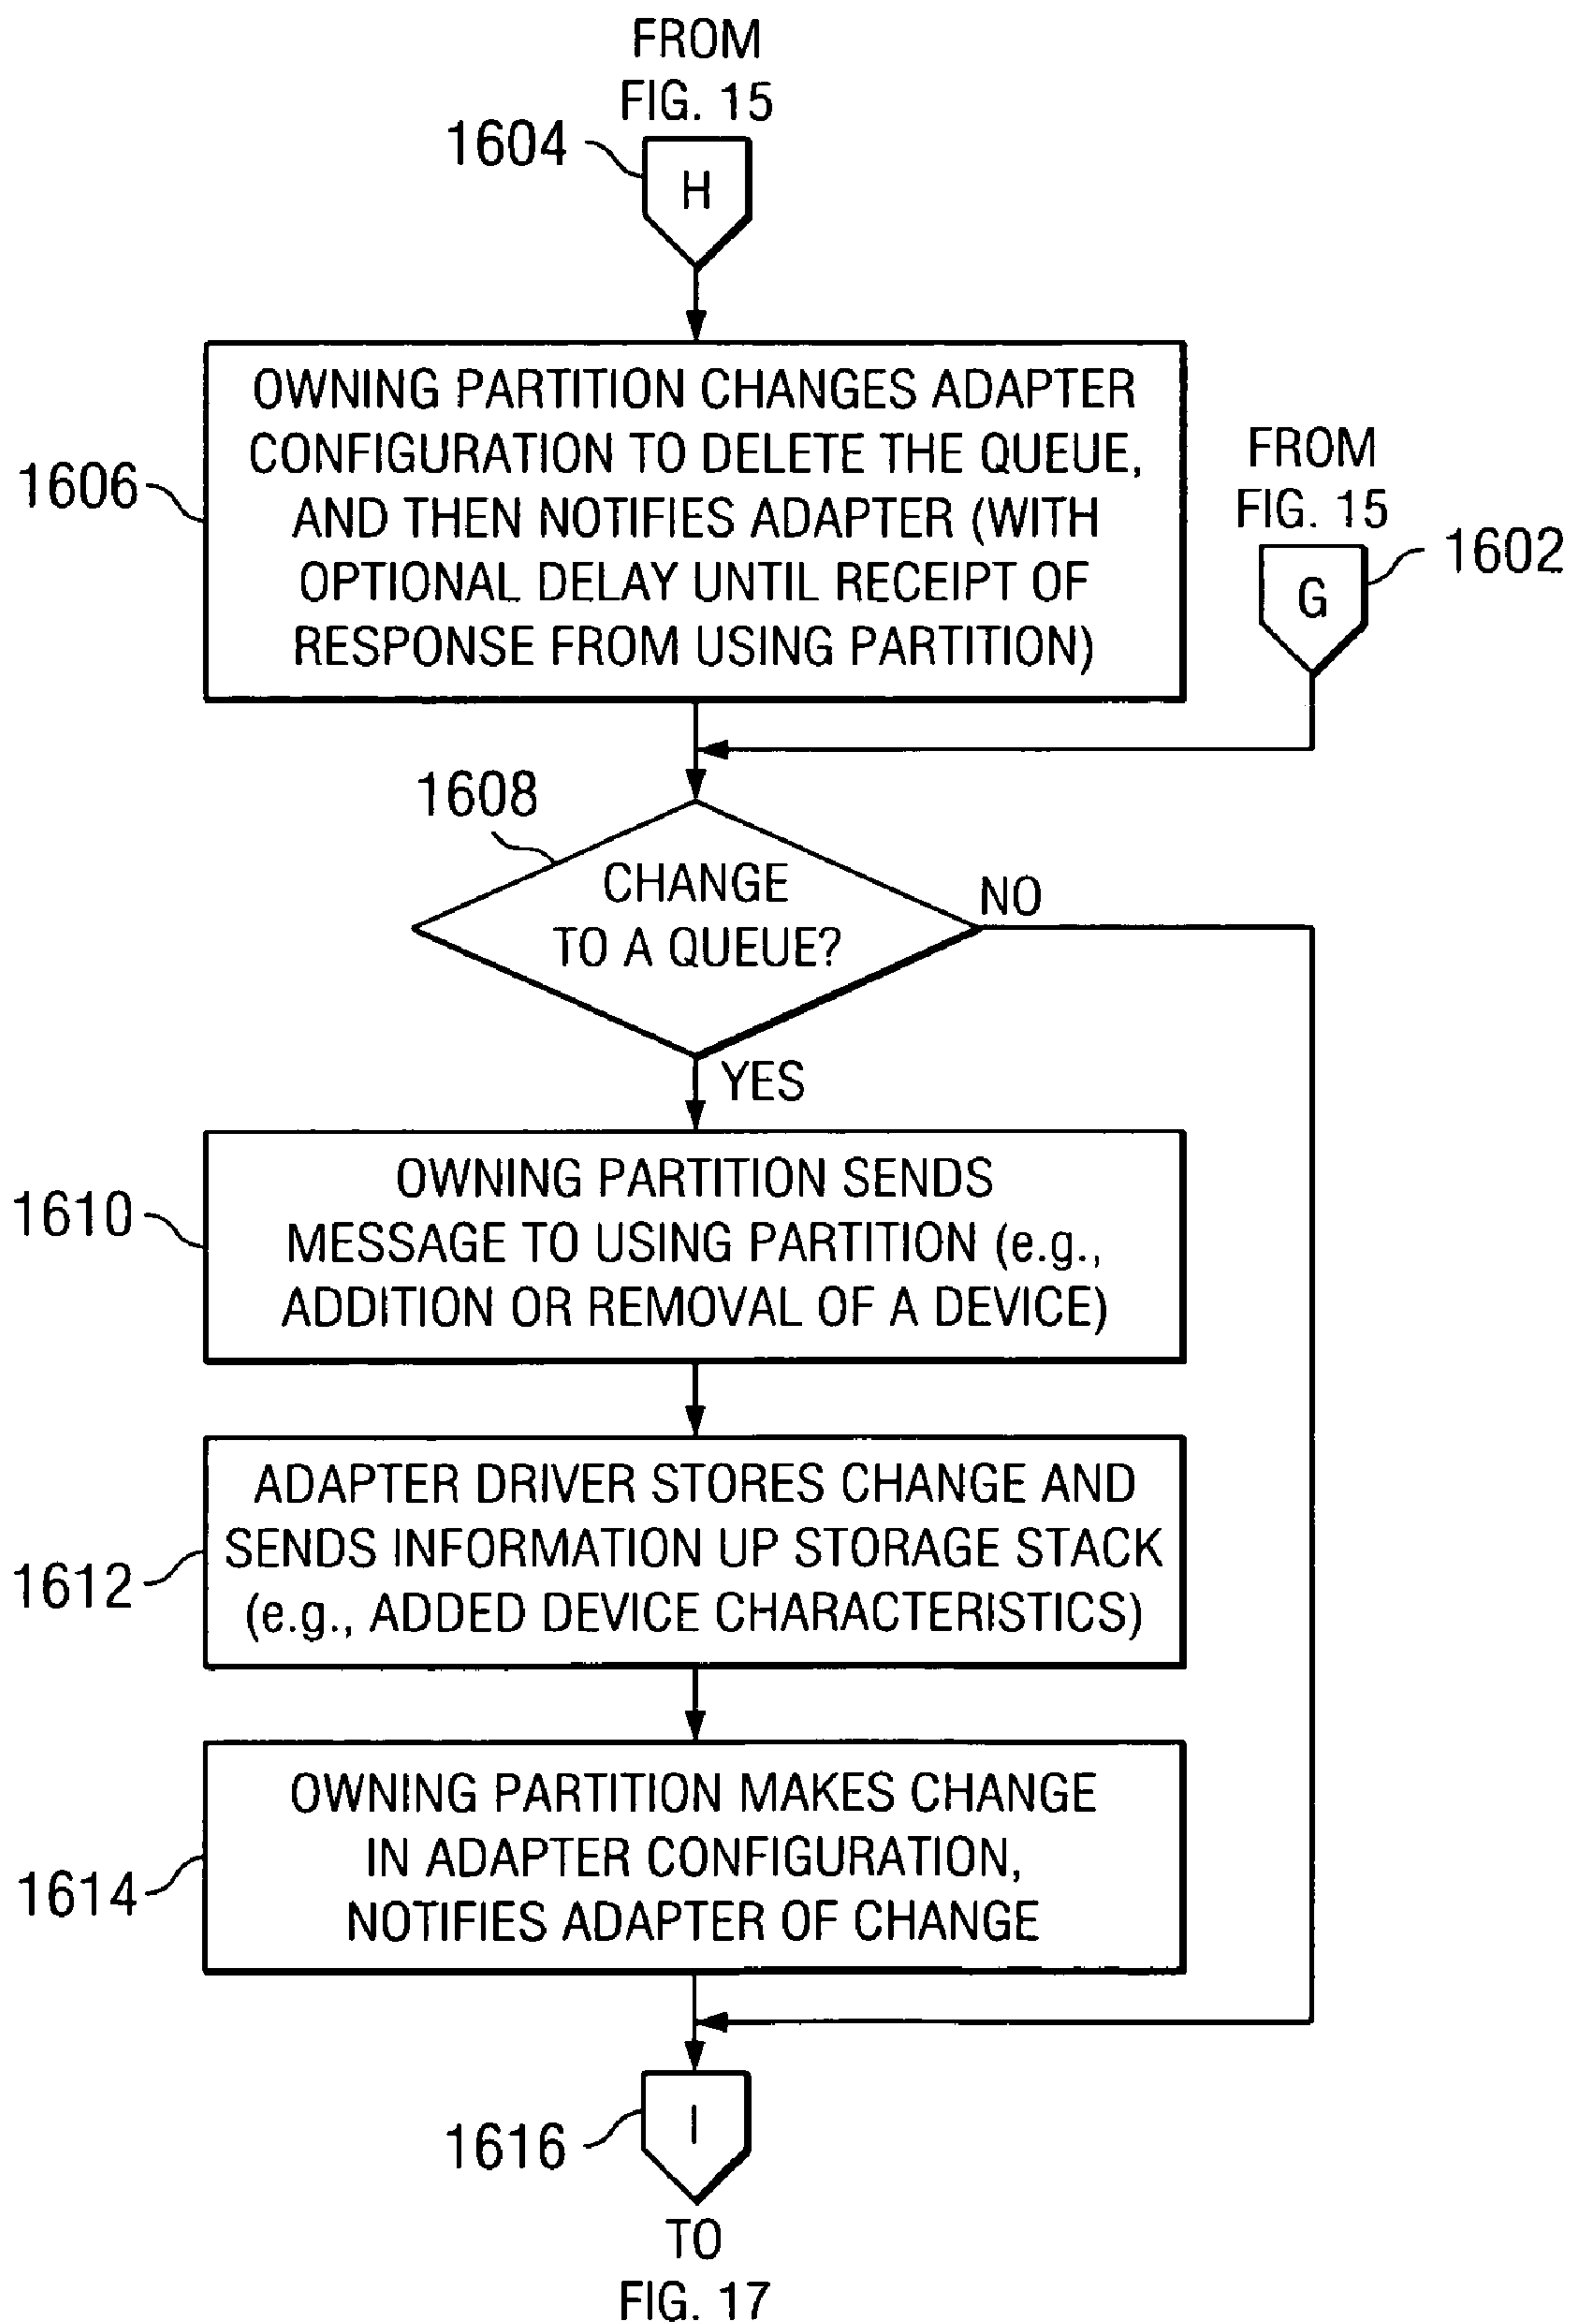 FROM
FIG. 15
1604
H
OWNING PARTITION CHANGES ADAPTER
CONFIGURATION TO DELETE THE QUEUE,
AND THEN NOTIFIES ADAPTER (WITH
OPTIONAL DELAY UNTIL RECEIPT OF
RESPONSE FROM USING PARTITION)
1606
FROM
FIG. 15
1602
G
1608
CHANGE
TO A QUEUE?
NO
YES
OWNING PARTITION SENDS
MESSAGE TO USING PARTITION (e.g.,
ADDITION OR REMOVAL OF A DEVICE)
1610
ADAPTER DRIVER STORES CHANGE AND
SENDS INFORMATION UP STORAGE STACK
(e.g., ADDED DEVICE CHARACTERISTICS)
1612
OWNING PARTITION MAKES CHANGE
IN ADAPTER CONFIGURATION,
NOTIFIES ADAPTER OF CHANGE
1614
I
1616
TO
FIG. 17